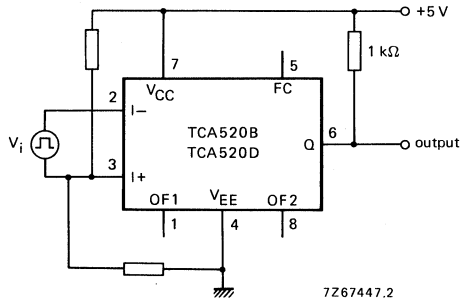 +5 V
1 kΩ
7
5
VCC
FC
2
I−
TCA520B
TCA520D
6
Q
output
Vi
3
I+
OF1
VEE
OF2
1
4
8
7Z67447.2